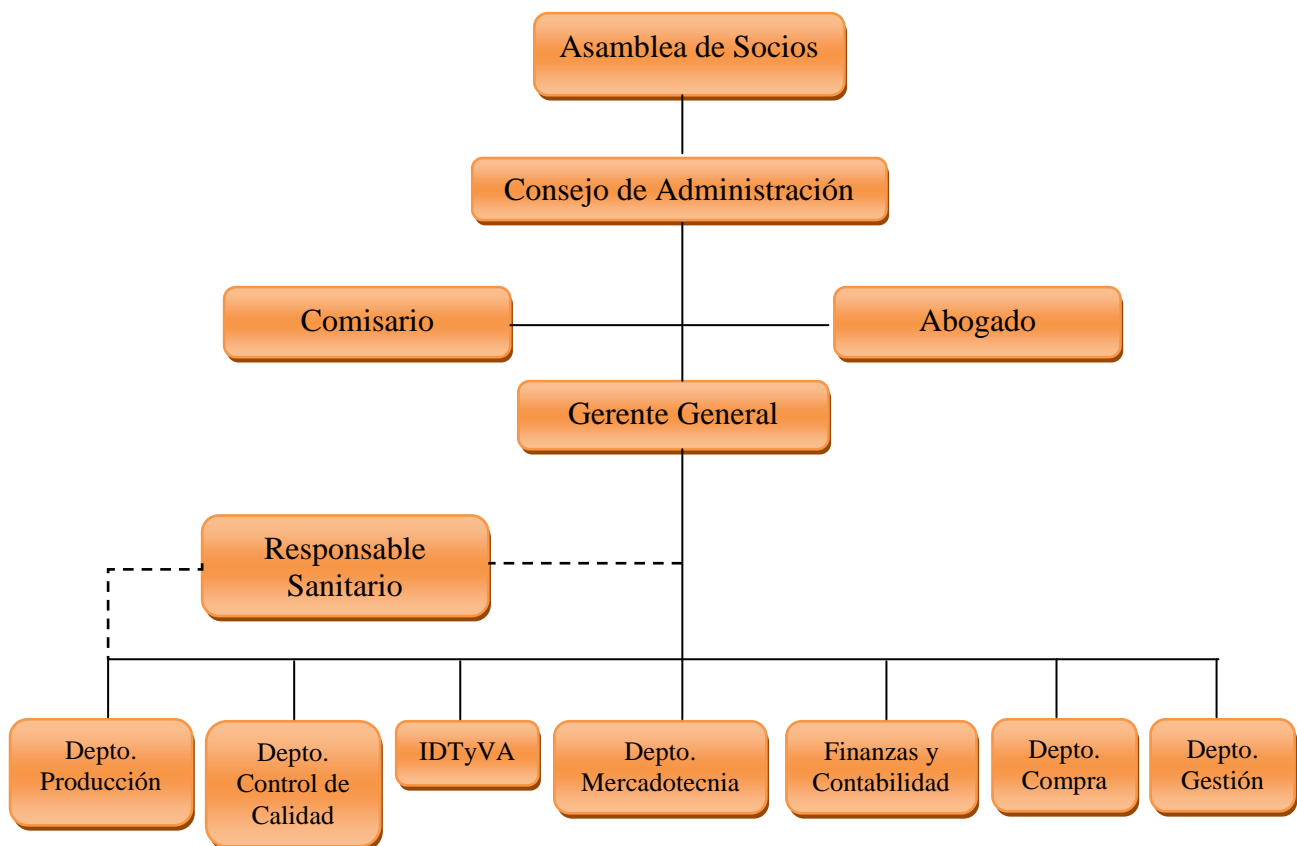 Asamblea de Socios
Consejo de Administración
Comisario
Abogado
Gerente General
Responsable
Sanitario
Depto.
Producción
Depto.
Control de
Calidad
IDTyVA
Depto.
Mercadotecnia
Finanzas y
Contabilidad
Depto.
Compra
Depto.
Gestión